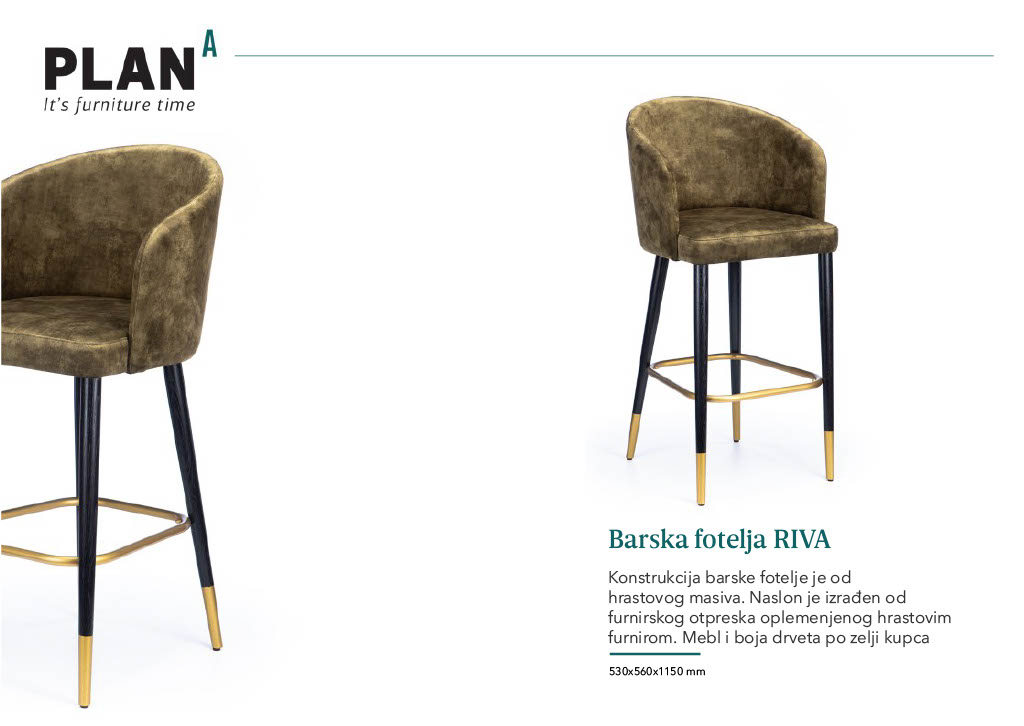 PLAN A
It's furniture time
Barska fotelja RIVA
Konstrukcija barske fotelje je od
hrastovog masiva. Naslon je izrađen od
furnirskog otpreska oplemenjenog hrastovim
furnirom. Mebl i boja drveta po zelji kupca
530x560x1150 mm